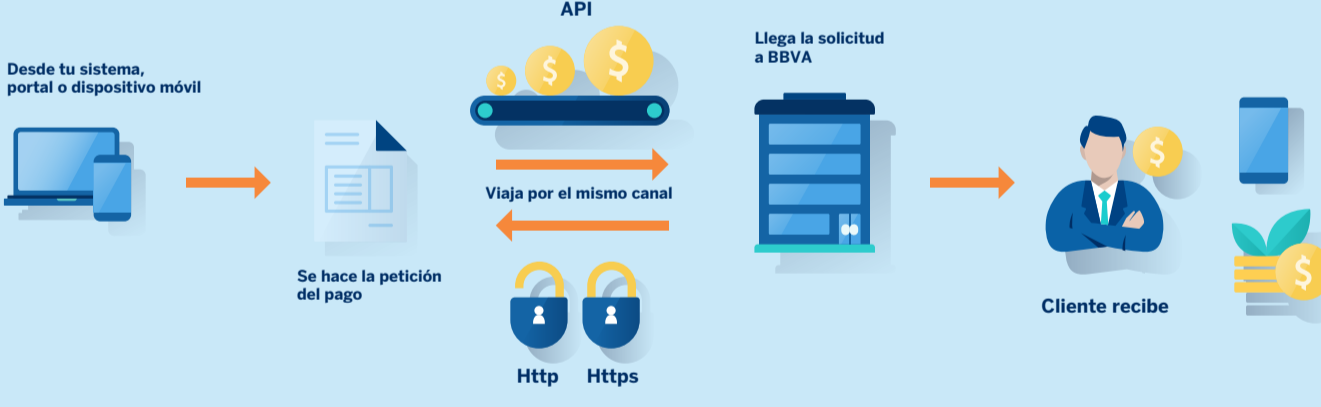 Desde tu sistema,
portal o dispositivo móvil
Se hace la petición
del pago
API
$ $ $
Viaja por el mismo canal
Http Https
Llega la solicitud
a BBVA
$
Cliente recibe
$